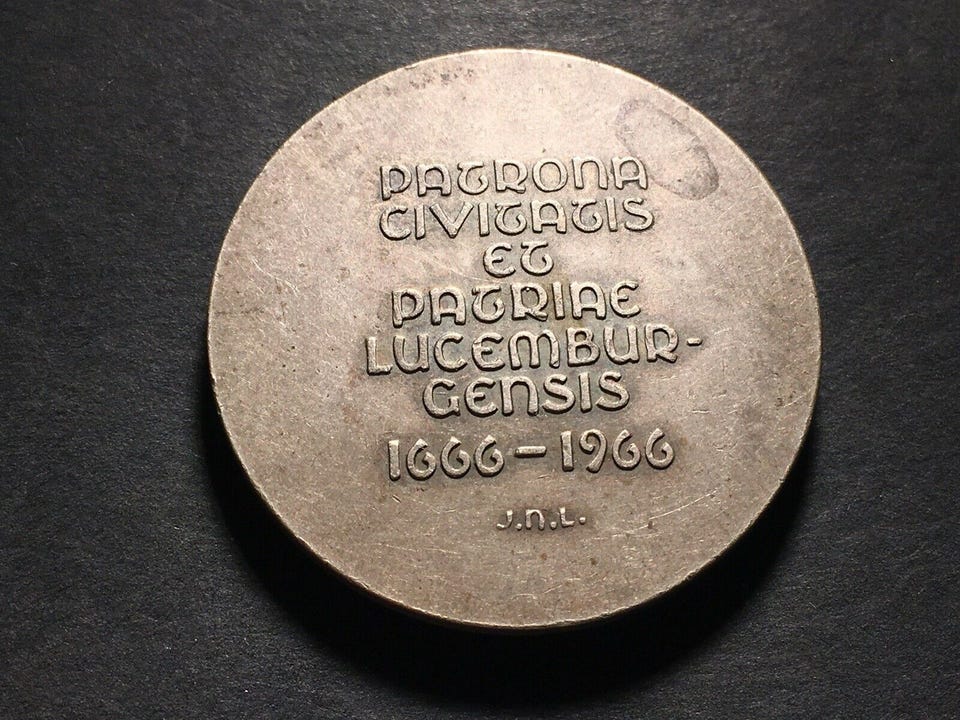 PATRONA
CIVITATIS
ET
PATRIAE
LUCEMBUR-
GENSIS
1666-1966
J.N.L.